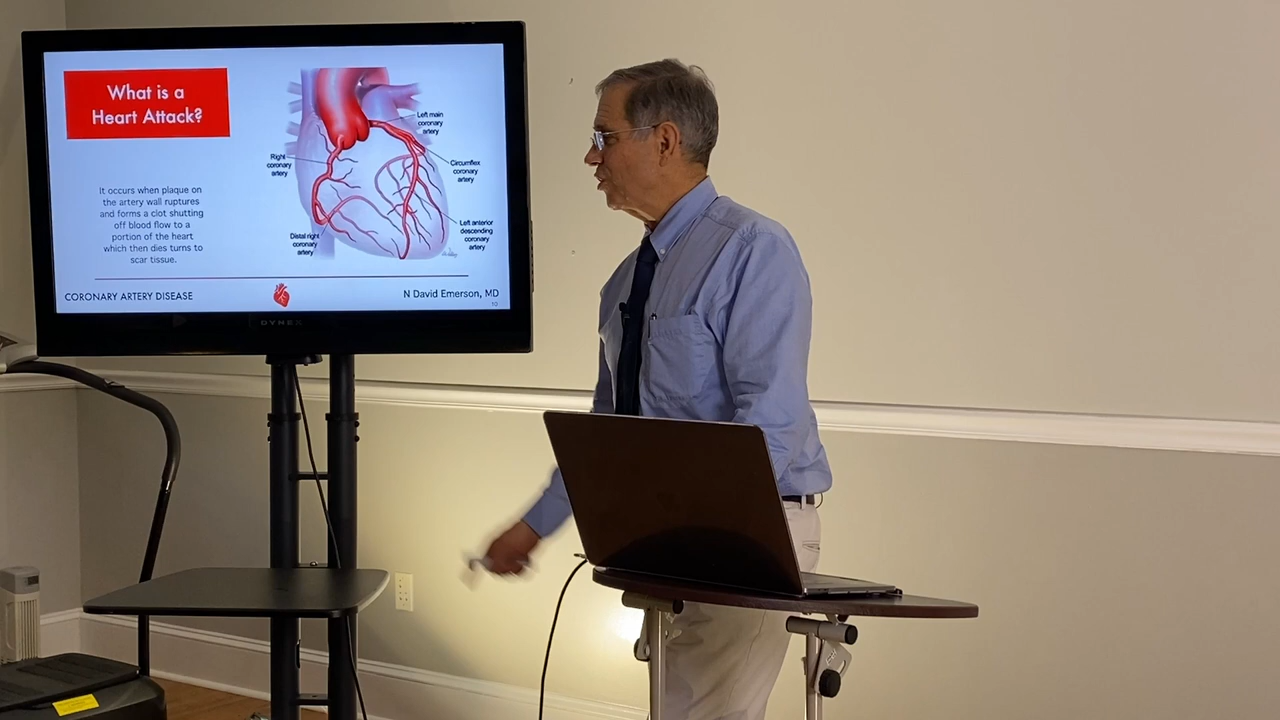 What is a
Heart Attack?
It occurs when plaque on
the artery wall ruptures
and forms a clot shutting
off blood flow to a
portion of the heart
which then dies turns to
scar tissue.
Left main
coronary
artery
Right
coronary
artery
Circumflex
coronary
artery
Left anterior
descending
coronary
artery
Distal right
coronary
artery
CORONARY ARTERY DISEASE
N David Emerson, MD
DYNEX